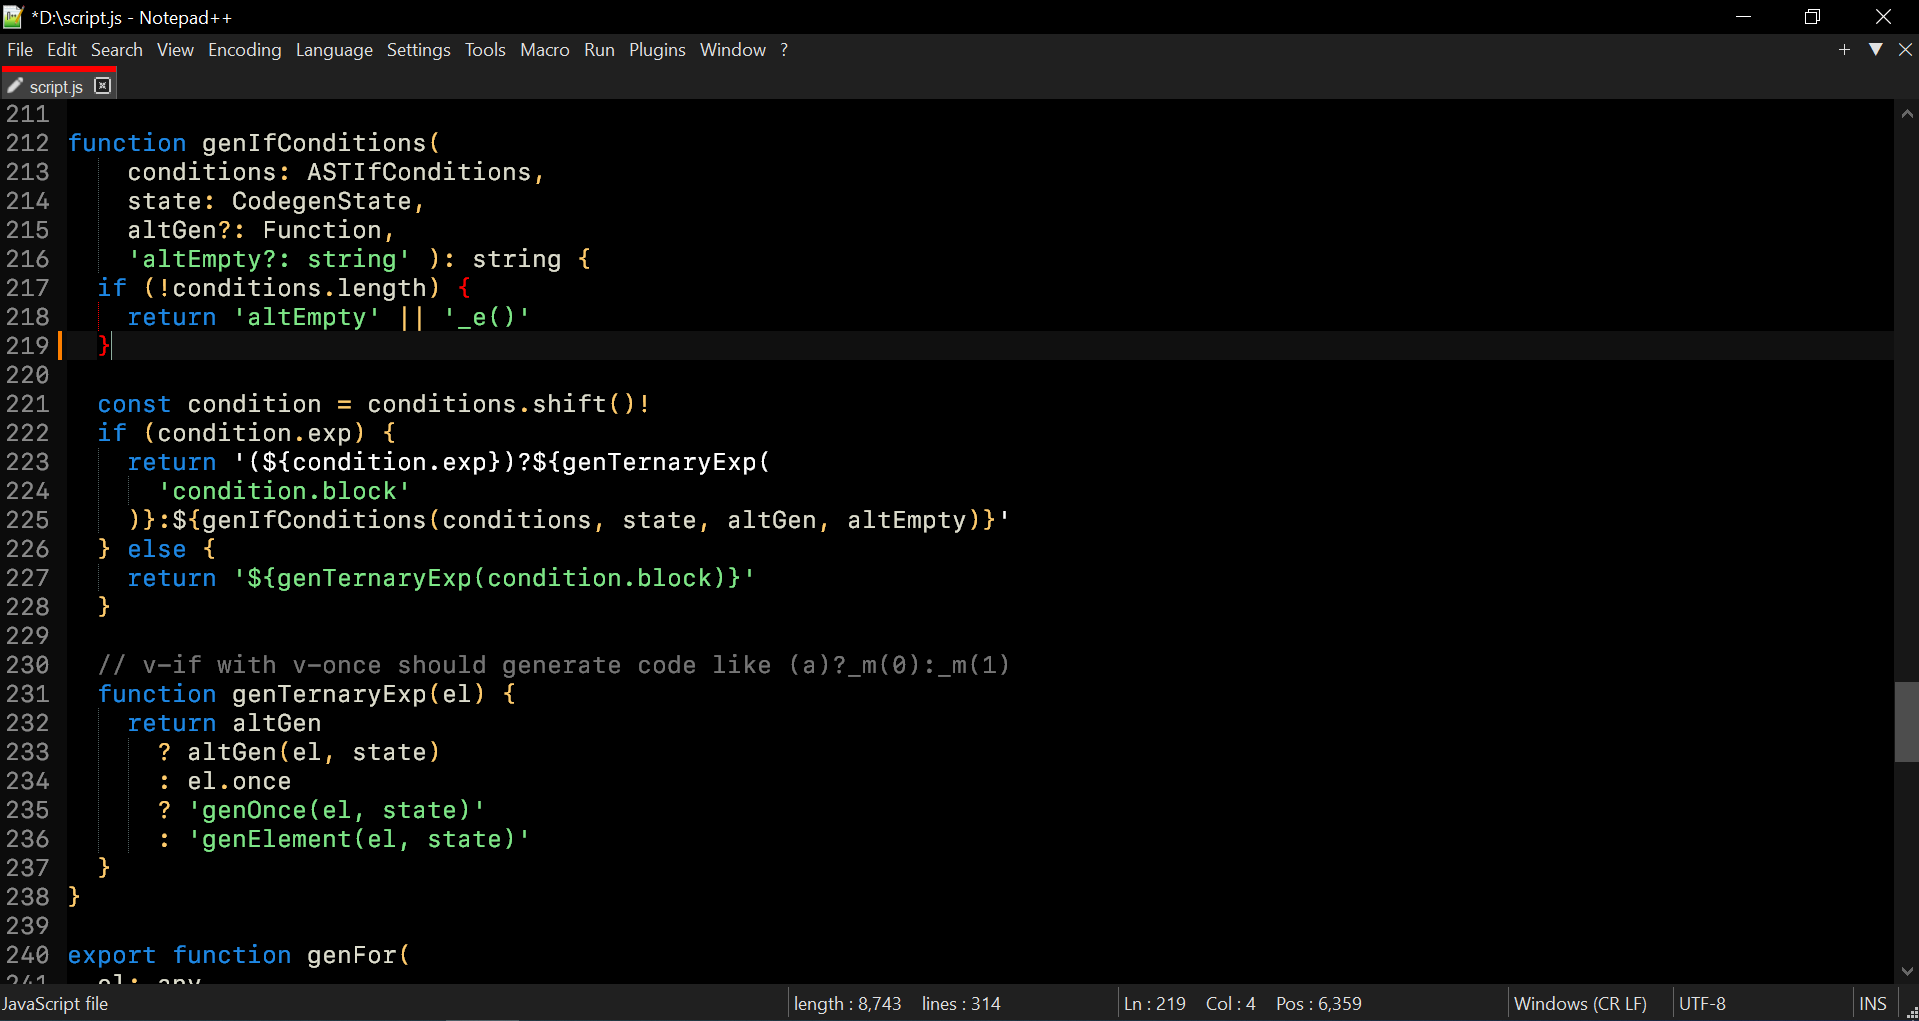 *D:\script.js - Notepad++
File Edit Search View Encoding Language Settings Tools Macro Run Plugins Window ?
script.js
211
212 function genIfConditions(
213     conditions: ASTIfConditions,
214     state: CodegenState,
215     altGen?: Function,
216     'altEmpty?: string' ): string {
217   if (!conditions.length) {
218     return 'altEmpty' || '_e()'
219   }
220
221   const condition = conditions.shift()!
222   if (condition.exp) {
223     return '(${condition.exp})?${genTernaryExp(
224       'condition.block'
225     )}:${genIfConditions(conditions, state, altGen, altEmpty)}'
226   } else {
227     return '${genTernaryExp(condition.block)}'
228   }
229
230   // v-if with v-once should generate code like (a)?_m(0):_m(1)
231   function genTernaryExp(el) {
232     return altGen
233       ? altGen(el, state)
234       : el.once
235       ? 'genOnce(el, state)'
236       : 'genElement(el, state)'
237   }
238 }
239
240 export function genFor(
241   el: any
JavaScript file length : 8,743 lines : 314 Ln : 219 Col : 4 Pos : 6,359 Windows (CR LF) UTF-8 INS